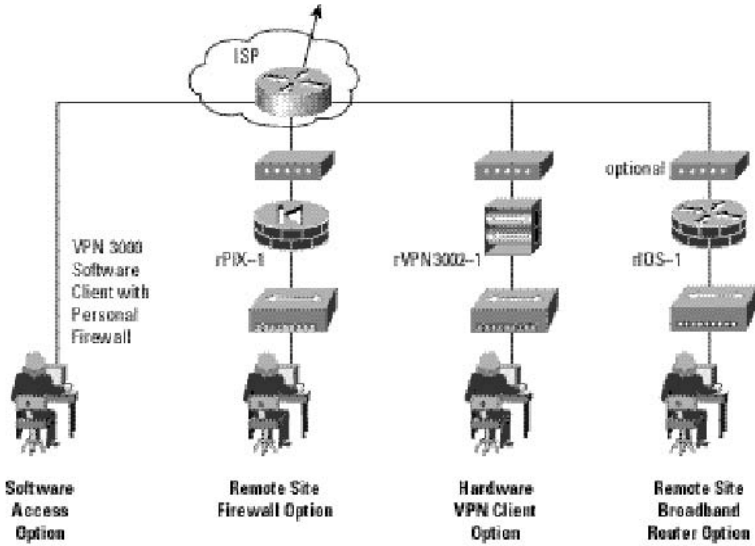 ISP
optional
VPN 3000
Software
Client with
Personal
Firewall
rPIX-1
rVPN3002-1
rIOS-1
Software
Access
Option
Remote Site
Firewall Option
Hardware
VPN Client
Option
Remote Site
Broadband
Router Option